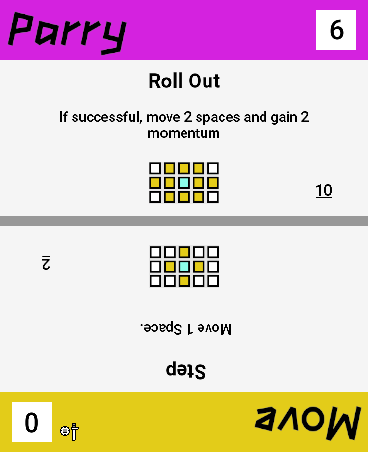 Parry
6
Roll Out
If successful, move 2 spaces and gain 2
momentum
10
2
Move 1 Space.
Step
0
Move